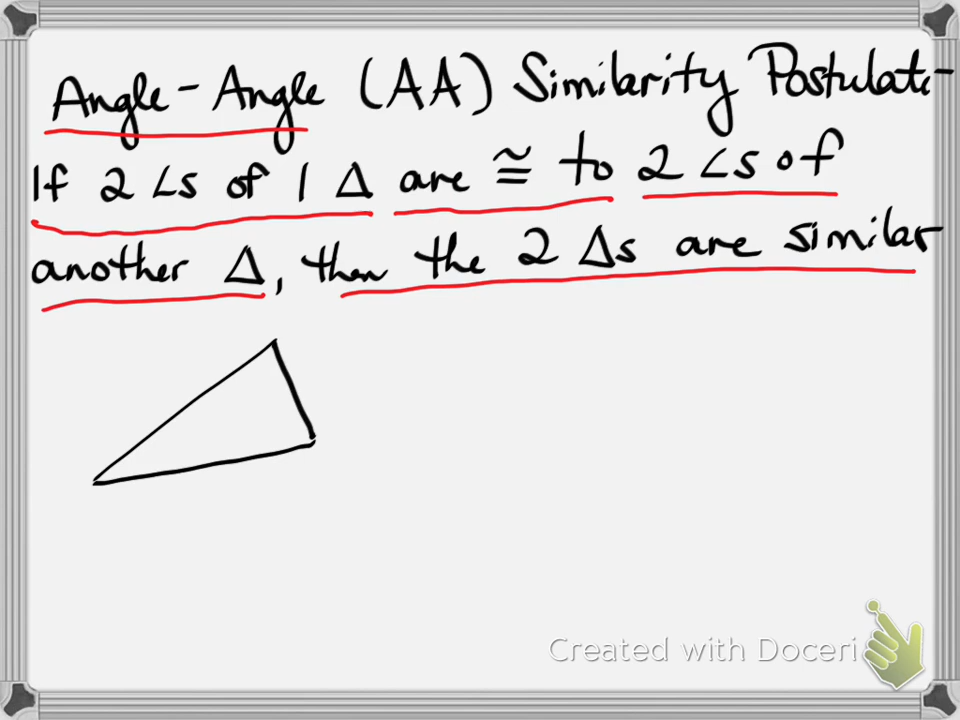 Angle-Angle (AA) Similarity Postulate-
If 2 ∠s of 1 Δ are ≅ to 2 ∠s of
another Δ, then the 2 Δs are similar
Created with Doceri